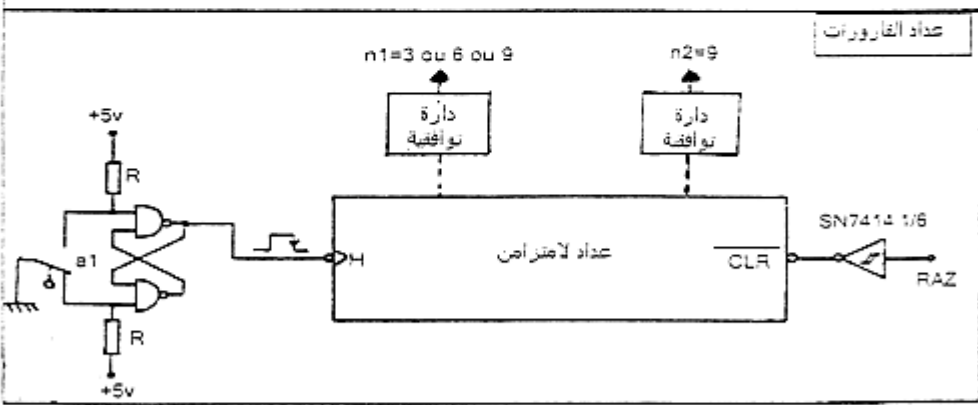 عداد القارورات
n1=3 ou 6 ou 9
n2=9
دارة
توافقية
دارة
توافقية
+5v
R
a1
H
عداد لامتزامن
CLR
SN7414 1/6
RAZ
R
+5v